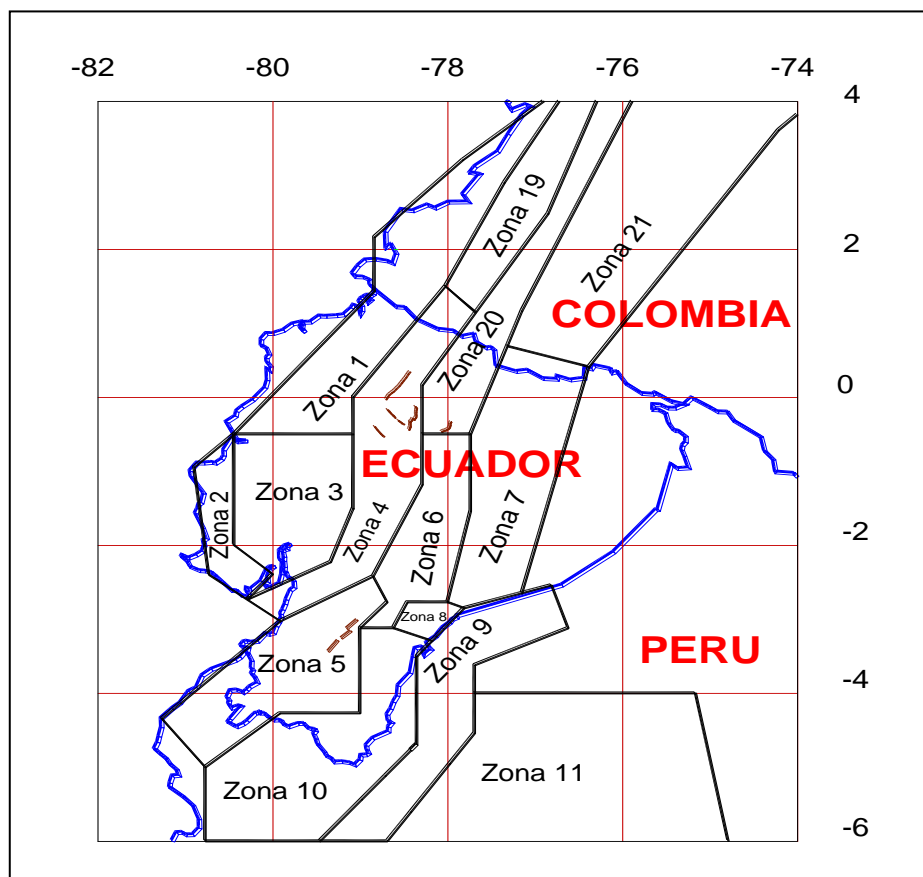 -82 -80 -78 -76 -74
4
Zona 19
Zona 21
2
COLOMBIA
Zona 20
Zona 1
0
ECUADOR
Zona 3
Zona 2
Zona 4
Zona 6
Zona 7
-2
Zona 8
Zona 9
Zona 5
PERU
-4
Zona 11
Zona 10
-6